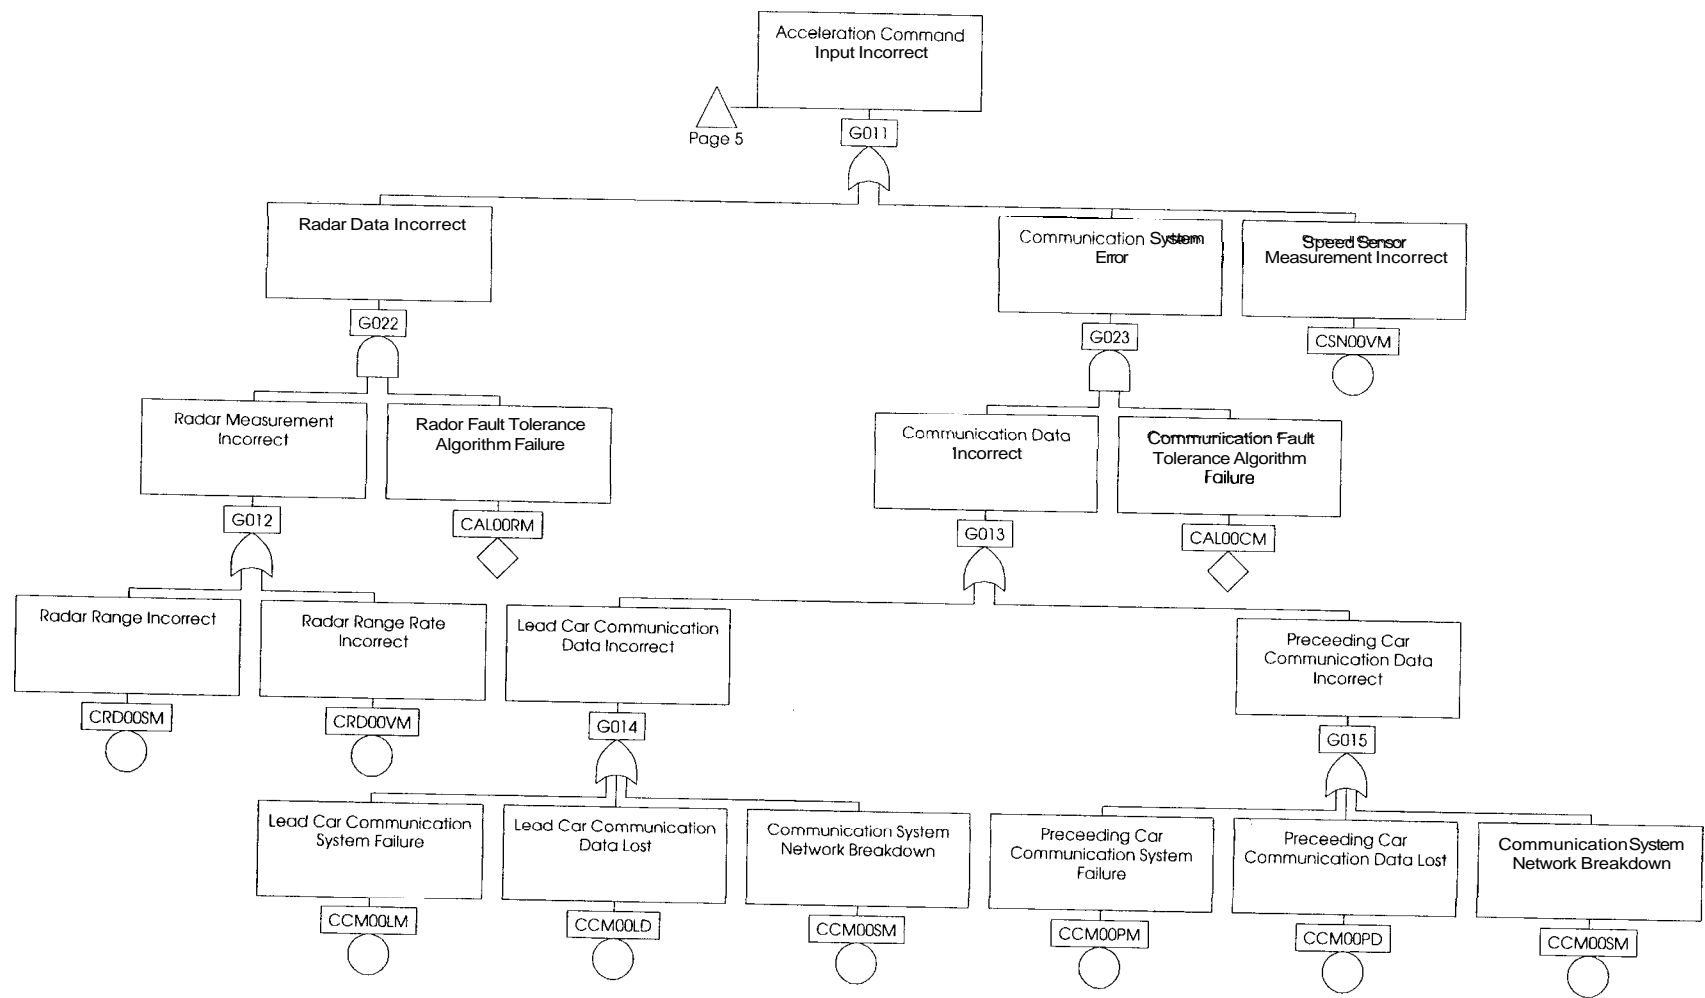 Acceleration Command
Input Incorrect
Page 5
G011
Radar Data Incorrect
Communication System
Error
Speed Sensor
Measurement Incorrect
G022
G023
CSN00VM
Radar Measurement
Incorrect
Rador Fault Tolerance
Algorithm Failure
Communication Data
Incorrect
Communication Fault
Tolerance Algorithm
Failure
G012
CAL00RM
G013
CAL00CM
Radar Range Incorrect
Radar Range Rate
Incorrect
Lead Car Communication
Data Incorrect
Preceeding Car
Communication Data
Incorrect
CRD00SM
CRD00VM
G014
G015
Lead Car Communication
System Failure
Lead Car Communication
Data Lost
Communication System
Network Breakdown
Preceeding Car
Communication System
Failure
Preceeding Car
Communication Data Lost
Communication System
Network Breakdown
CCM00LM
CCM00LD
CCM00SM
CCM00PM
CCM00PD
CCM00SM